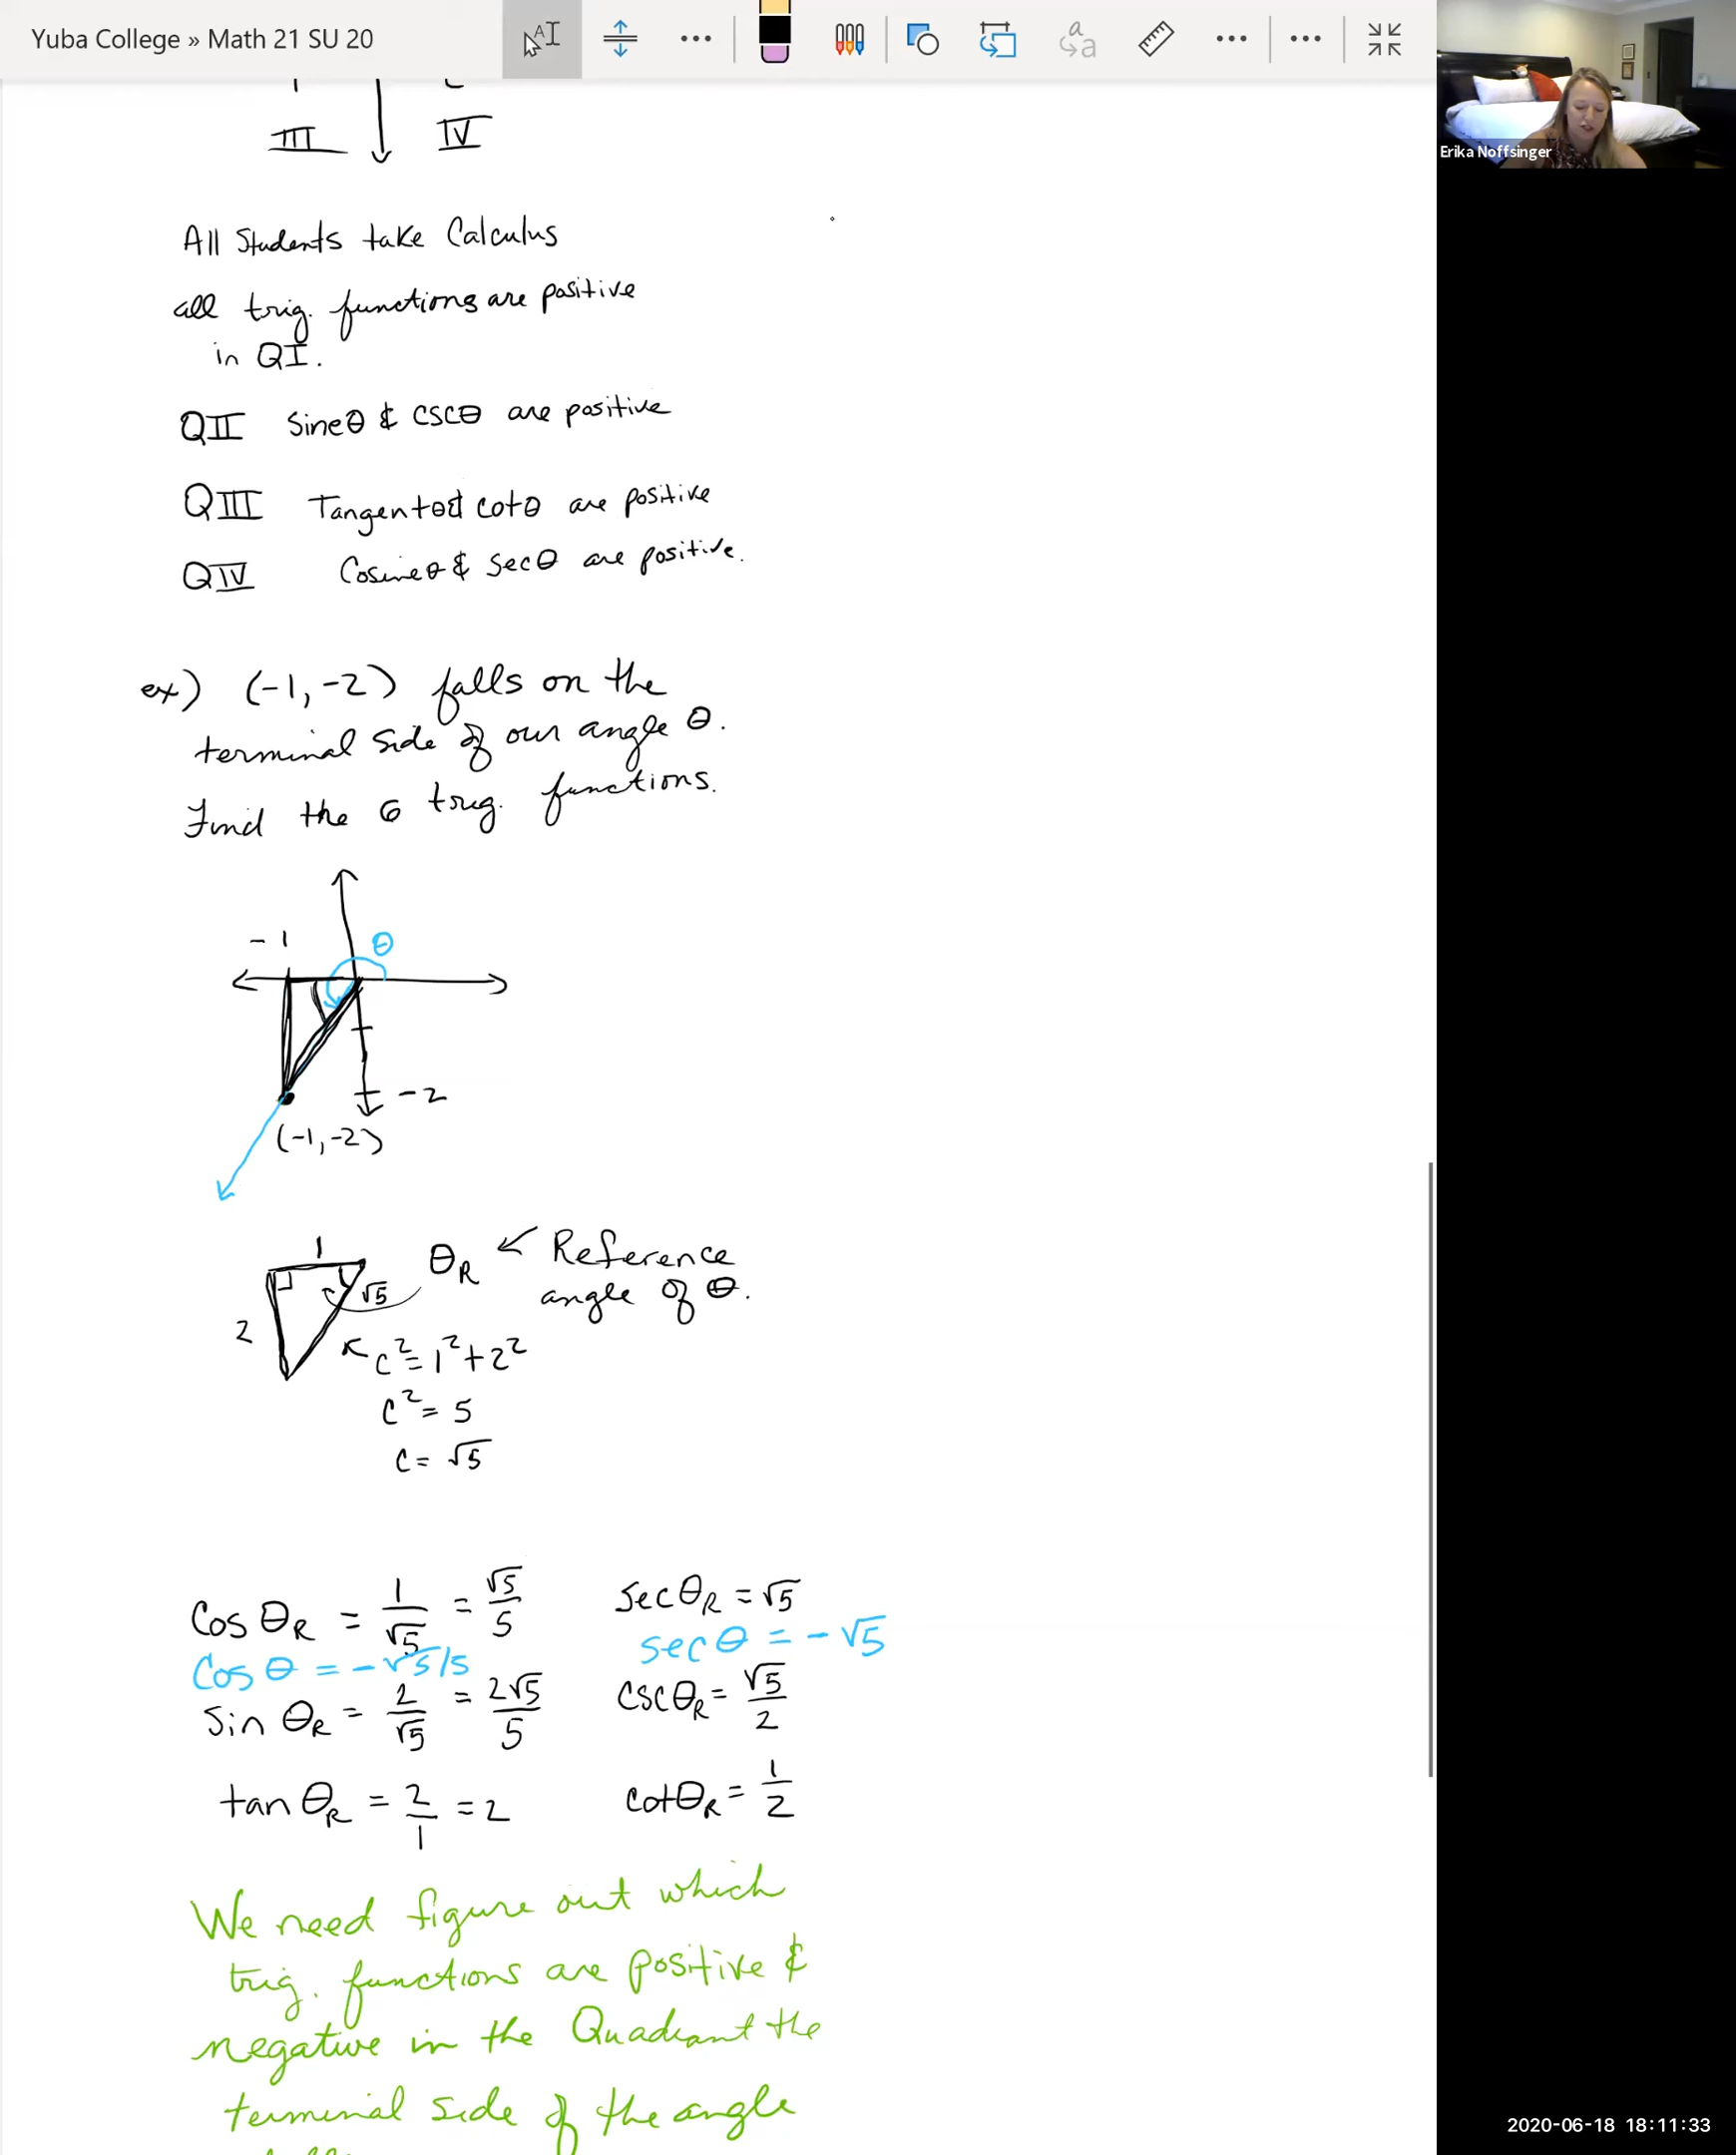 Yuba College » Math 21 SU 20
Erika Noffsinger
III IV
All Students take Calculus
all trig. functions are positive
in QI.
QII Sine θ & csc θ are positive
QIII Tangent θ cot θ are positive
QIV Cosine θ & Sec θ are positive.
ex) (-1, -2) falls on the
terminal side of our angle θ.
Find the 6 trig. functions.
-1 θ
-2
(-1, -2)
1 θR ← Reference
√5 angle of θ.
2
c² = 1² + 2²
c² = 5
c = √5
Cos θR = 1/√5 = √5/5 Sec θR = √5
Cos θ = -√5/5 sec θ = -√5
Sin θR = 2/√5 = 2√5/5 csc θR = √5/2
tan θR = 2/1 = 2 cot θR = 1/2
We need figure out which
trig. functions are positive &
negative in the Quadrant the
terminal side of the angle
2020-06-18 18:11:33